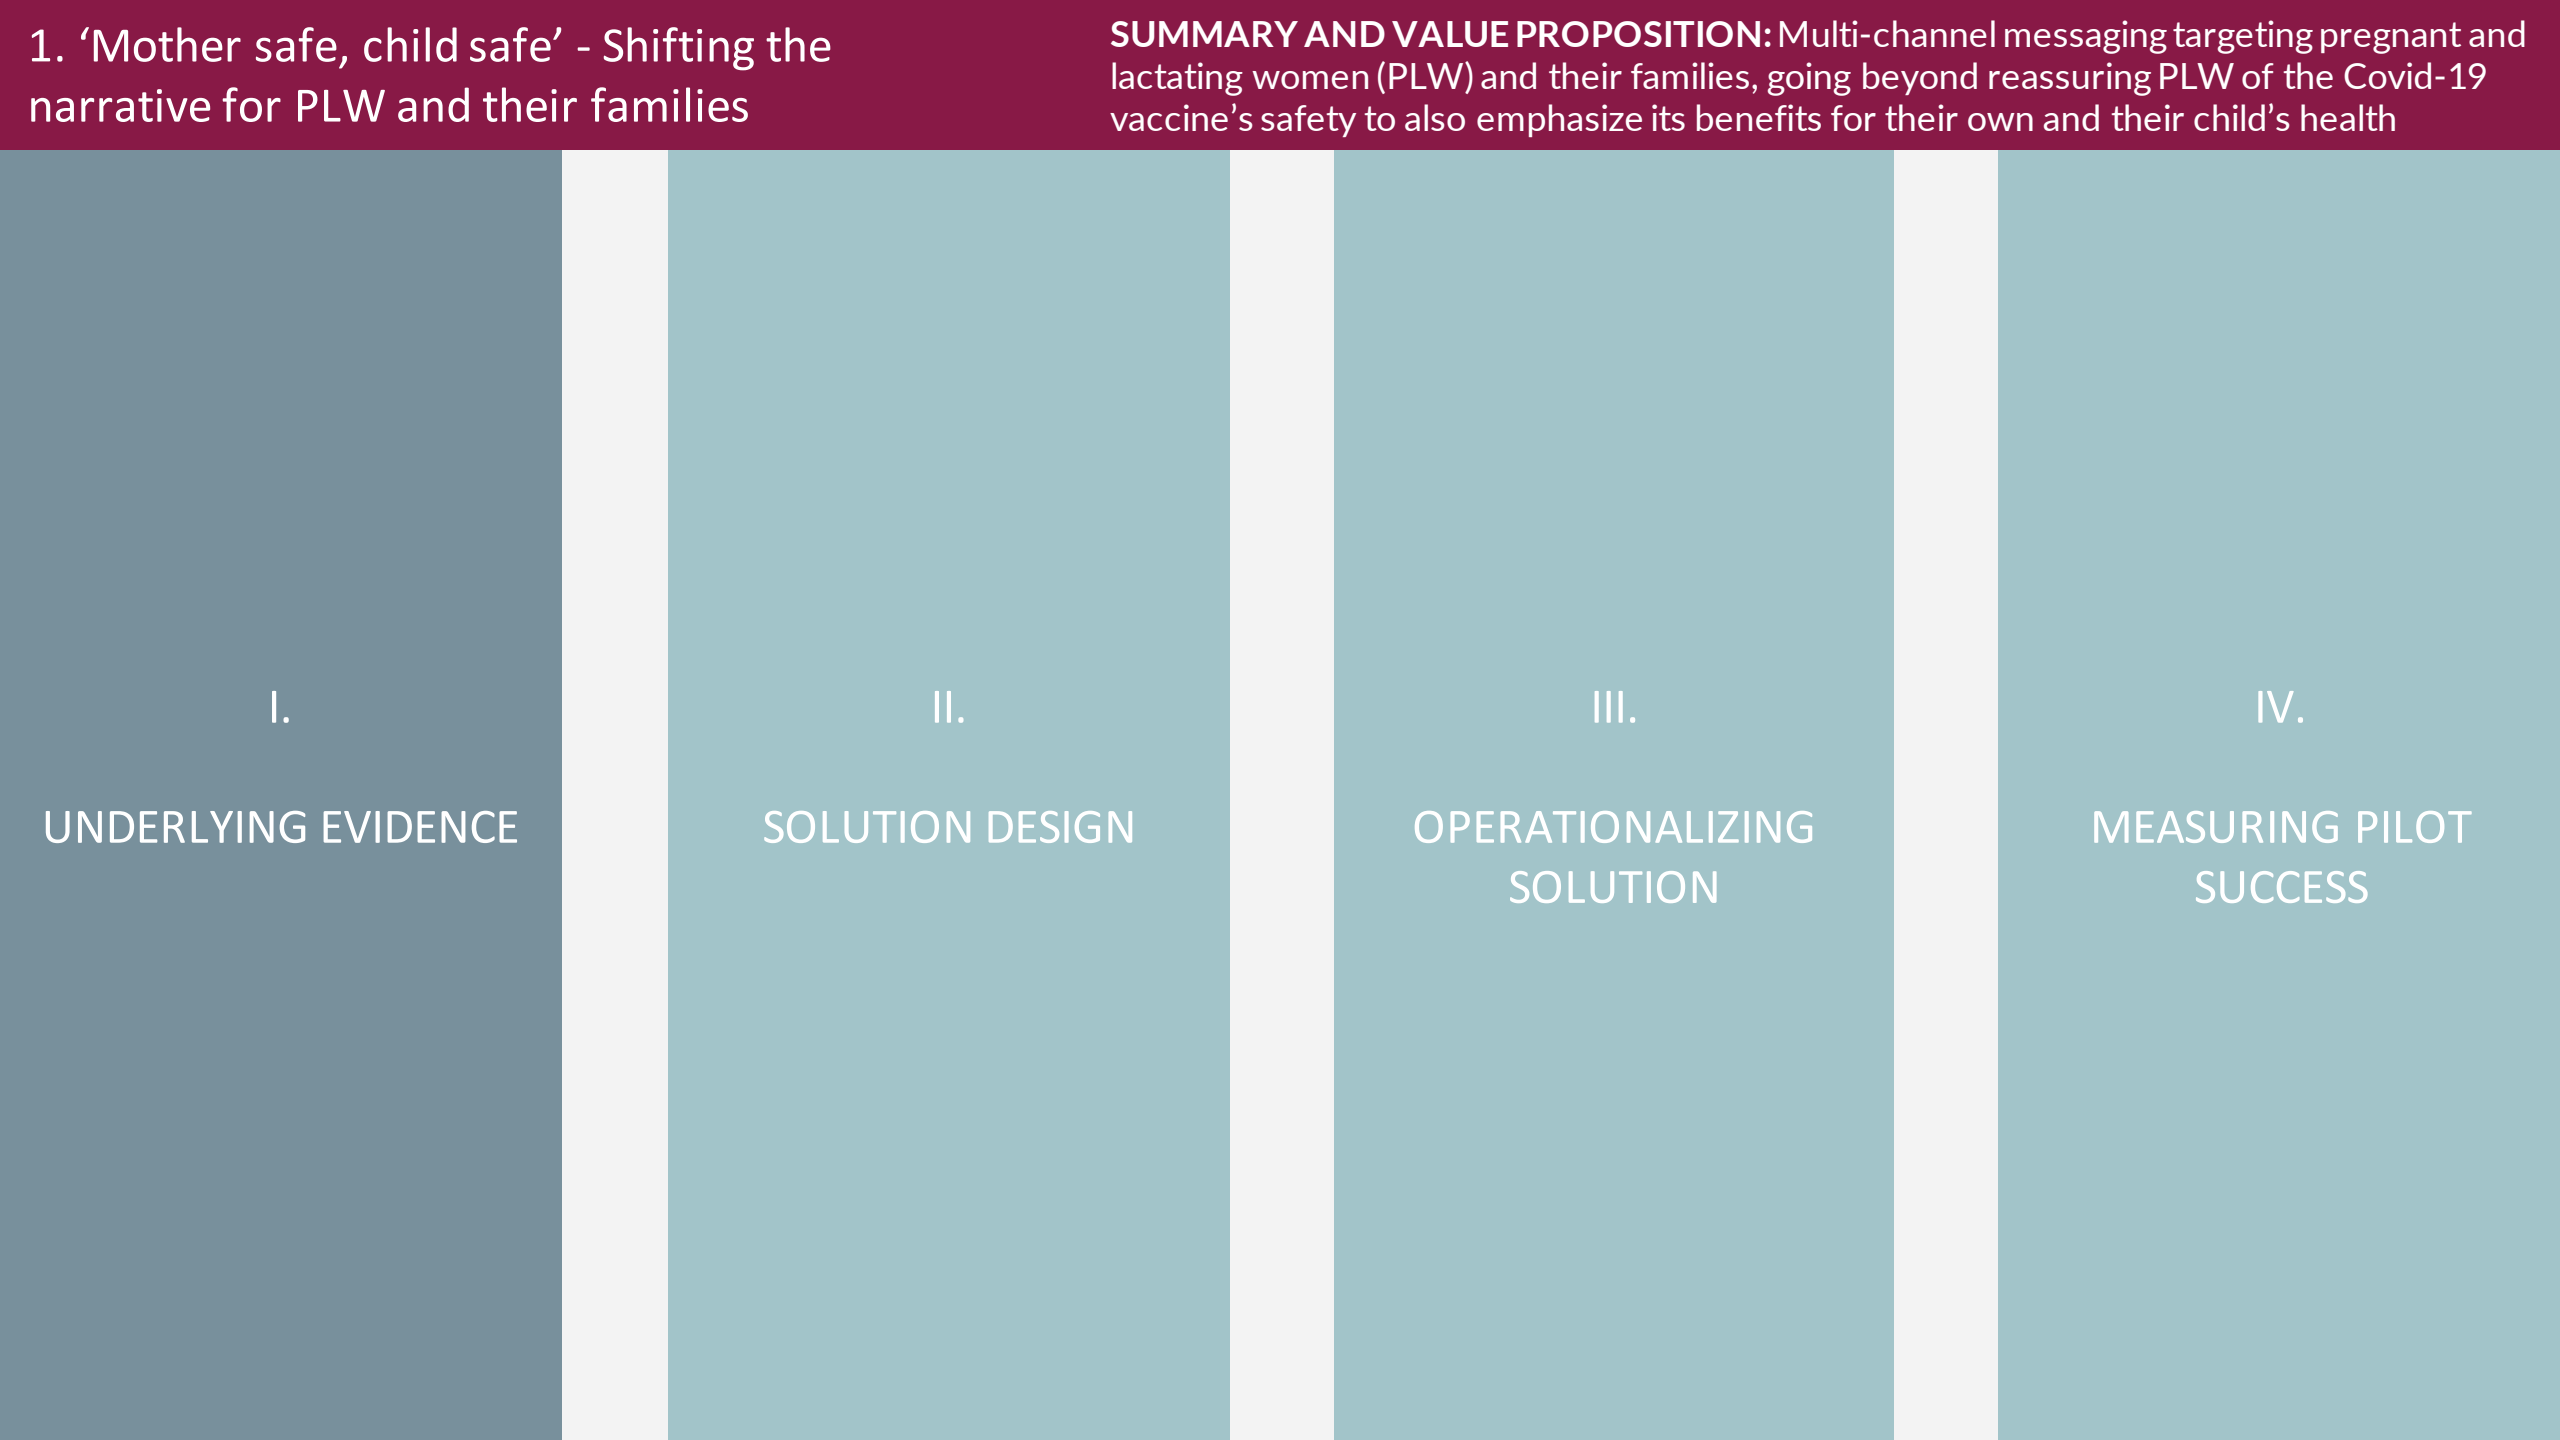 1. ‘Mother safe, child safe’ - Shifting the
narrative for PLW and their families
SUMMARY AND VALUE PROPOSITION: Multi-channel messaging targeting pregnant and
lactating women (PLW) and their families, going beyond reassuring PLW of the Covid-19
vaccine’s safety to also emphasize its benefits for their own and their child’s health
I.
UNDERLYING EVIDENCE
II.
SOLUTION DESIGN
III.
OPERATIONALIZING
SOLUTION
IV.
MEASURING PILOT
SUCCESS